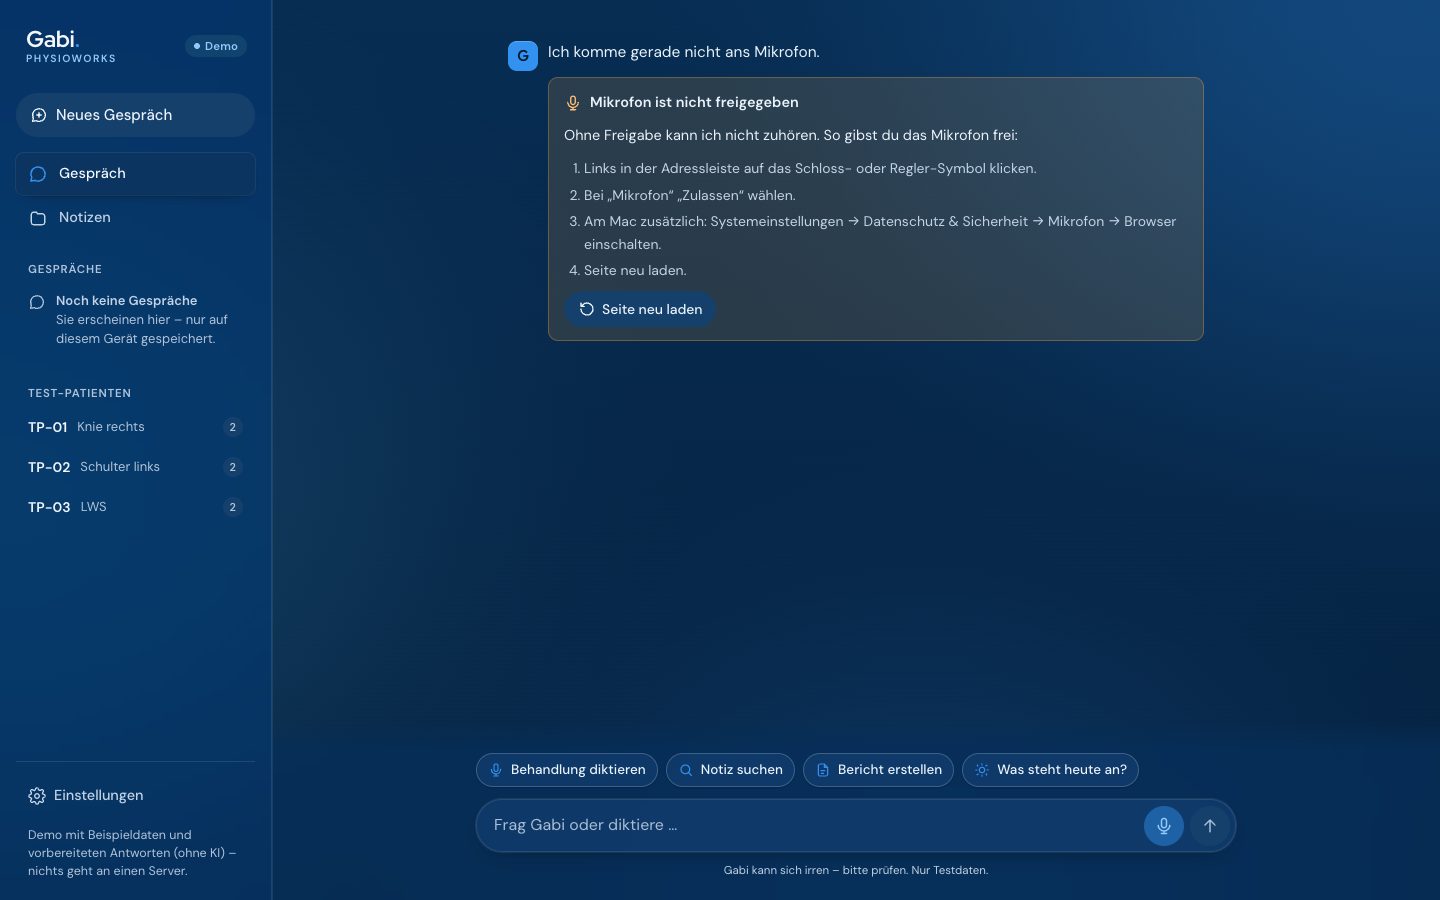 Gabi.
PHYSIOWORKS
Demo
Neues Gespräch
Gespräch
Notizen
GESPRÄCHE
Noch keine Gespräche
Sie erscheinen hier – nur auf
diesem Gerät gespeichert.
TEST-PATIENTEN
TP-01 Knie rechts 2
TP-02 Schulter links 2
TP-03 LWS 2
Einstellungen
Demo mit Beispieldaten und
vorbereiteten Antworten (ohne KI) –
nichts geht an einen Server.
G
Ich komme gerade nicht ans Mikrofon.
Mikrofon ist nicht freigegeben
Ohne Freigabe kann ich nicht zuhören. So gibst du das Mikrofon frei:
1. Links in der Adressleiste auf das Schloss- oder Regler-Symbol klicken.
2. Bei „Mikrofon“ „Zulassen“ wählen.
3. Am Mac zusätzlich: Systemeinstellungen → Datenschutz & Sicherheit → Mikrofon → Browser
einschalten.
4. Seite neu laden.
Seite neu laden
Behandlung diktieren
Notiz suchen
Bericht erstellen
Was steht heute an?
Frag Gabi oder diktiere …
Gabi kann sich irren – bitte prüfen. Nur Testdaten.